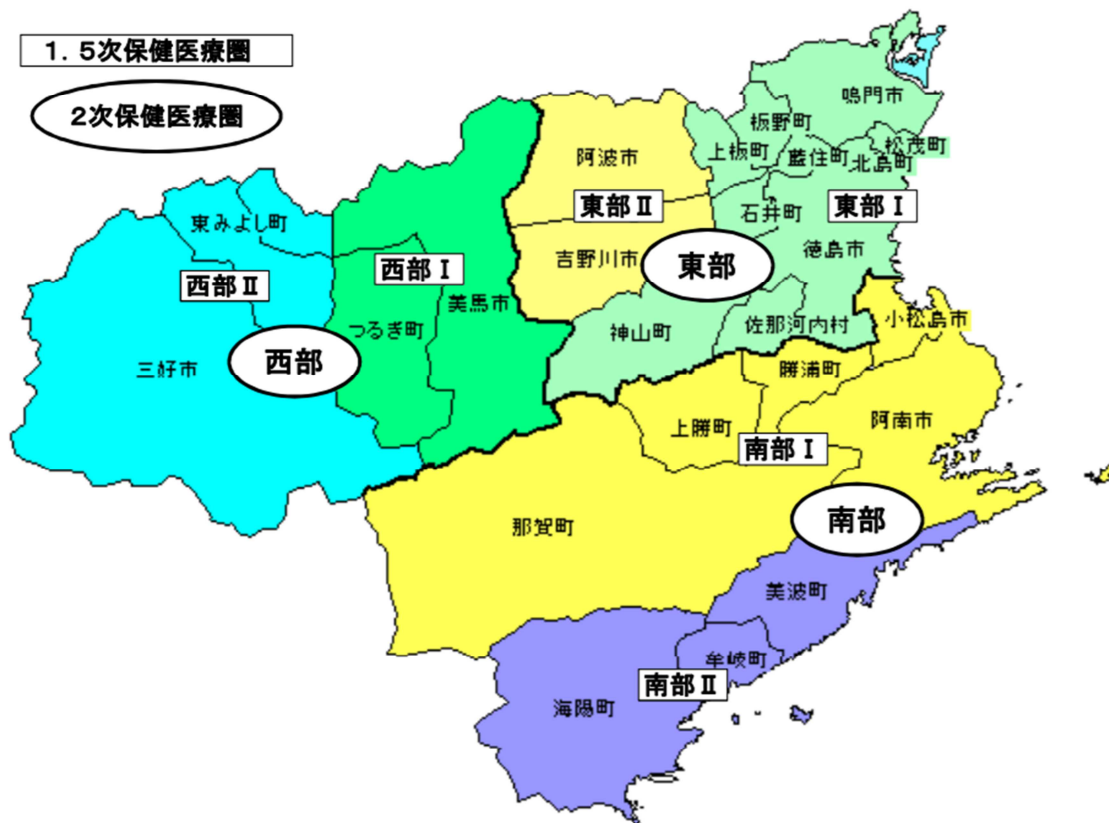 1．5次保健医療圏
2次保健医療圏
鳴門市
板野町
松茂町
上板町
藍住町
北島町
阿波市
東部Ⅱ
石井町
東部Ⅰ
東みよし町
徳島市
吉野川市
東部
西部Ⅱ
西部Ⅰ
美馬市
つるぎ町
神山町
佐那河内村
小松島市
西部
三好市
勝浦町
上勝町
阿南市
南部Ⅰ
那賀町
南部
美波町
牟岐町
南部Ⅱ
海陽町